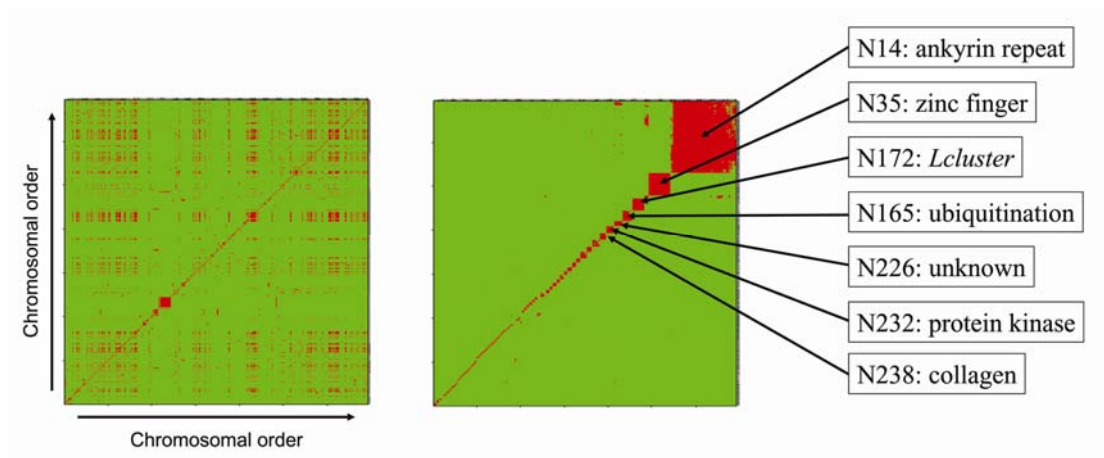 N14: ankyrin repeat
N35: zinc finger
N172: Lcluster
N165: ubiquitination
N226: unknown
N232: protein kinase
N238: collagen
Chromosomal order
Chromosomal order